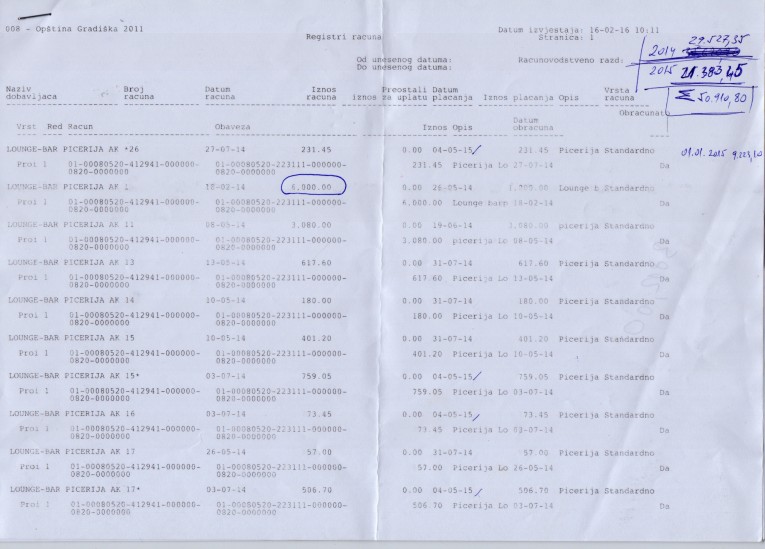 008 - Opština Gradiška 2011 Datum izvjestaja: 16-02-16 10:11
Registri racuna Stranica: 1
29.527,35
2014
Od unesenog datuma: Racunovodstveno razd:
Do unesenog datuma:
2015 21.383,45
Σ 50.910,80
Naziv Broj Datum Iznos Preostali Datum Vrsta
dobavljaca racuna racuna racuna iznos za uplatu placanja Iznos placanja Opis racuna
Obracunato
Datum
Vrst Red Racun Obaveza Iznos Opis obracuna
LOUNGE-BAR PICERIJA AK *26 27-07-14 231.45 0.00 04-05-15 231.45 Picerija Standardno
01.01.2015
Proi 1 01-00080520-412941-000000- 01-00080520-223111-000000- 231.45 Picerija Lo 27-07-14 Da
0820-0000000 0820-0000000
LOUNGE-BAR PICERIJA AK 18-02-14 6,000.00 0.00 26-05-14 Lounge b Standardno
Proi 1 01-00080520-412941-000000- 01-00080520-223111-000000- 6,000.00 Lounge barp 18-02-14 Da
0820-0000000 0820-0000000
LOUNGE-BAR PICERIJA AK 11 08-05-14 3,080.00 0.00 19-06-14 3,080.00 picerija Standardno
Proi 1 01-00080520-412941-000000- 01-00080520-223111-000000- 3,080.00 picerija Lo 08-05-14 Da
0820-0000000 0820-0000000
LOUNGE-BAR PICERIJA AK 13 13-05-14 617.60 0.00 31-07-14 617.60 Picerija Standardno
Proi 1 01-00080520-412941-000000- 01-00080520-223111-000000- 617.60 Picerija Lo 13-05-14 Da
0820-0000000 0820-0000000
LOUNGE-BAR PICERIJA AK 14 10-05-14 180.00 0.00 31-07-14 180.00 Picerija Standardno
Proi 1 01-00080520-412941-000000- 01-00080520-223111-000000- 180.00 Picerija Lo 10-05-14 Da
0820-0000000 0820-0000000
LOUNGE-BAR PICERIJA AK 15 10-05-14 401.20 0.00 31-07-14 401.20 Picerija Standardno
Proi 1 01-00080520-412941-000000- 01-00080520-223111-000000- 401.20 Picerija Lo 10-05-14 Da
0820-0000000 0820-0000000
LOUNGE-BAR PICERIJA AK 15* 03-07-14 759.05 0.00 04-05-15 759.05 Picerija Standardno
Proi 1 01-00080520-412941-000000- 01-00080520-223111-000000- 759.05 Picerija Lo 03-07-14 Da
0820-0000000 0820-0000000
LOUNGE-BAR PICERIJA AK 16 03-07-14 73.45 0.00 04-05-15 73.45 Picerija Standardno
Proi 1 01-00080520-412941-000000- 01-00080520-223111-000000- 73.45 Picerija Lo 03-07-14 Da
0820-0000000 0820-0000000
LOUNGE-BAR PICERIJA AK 17 26-05-14 57.00 0.00 31-07-14 57.00 Picerija Standardno
Proi 1 01-00080520-412941-000000- 01-00080520-223111-000000- 57.00 Picerija Lo 26-05-14 Da
0820-0000000 0820-0000000
LOUNGE-BAR PICERIJA AK 17* 03-07-14 506.70 0.00 04-05-15 506.70 Picerija Standardno
Proi 1 01-00080520-412941-000000- 01-00080520-223111-000000- 506.70 Picerija Lo 03-07-14 Da
0820-0000000 0820-0000000